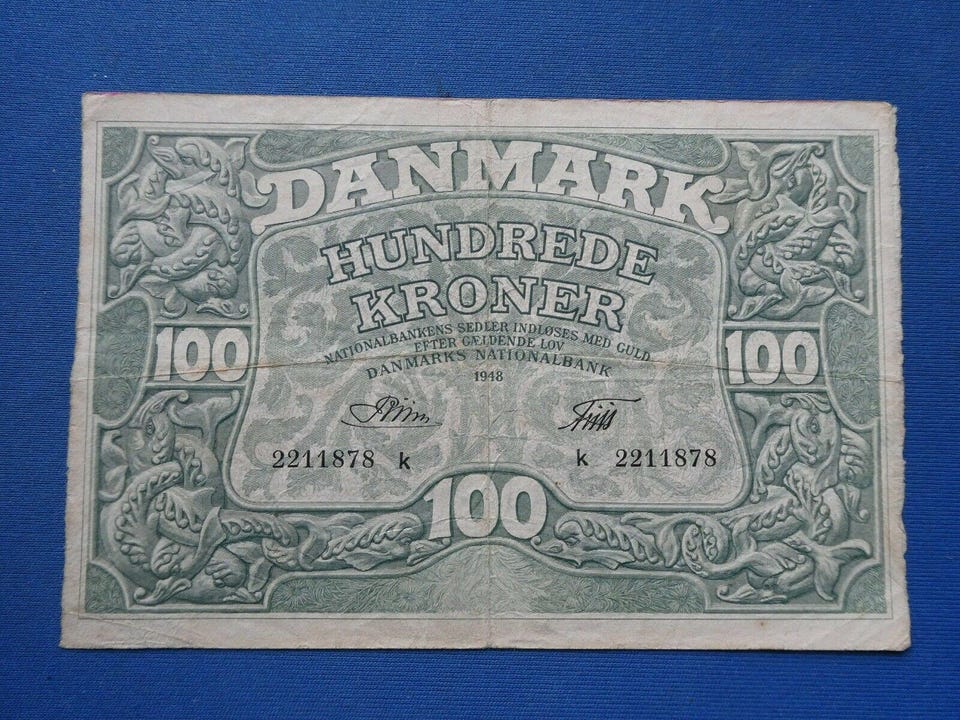 DANMARK
HUNDREDE
KRONER
NATIONALBANKENS SEDLER INDLØSES MED GULD
EFTER GÆLDENDE LOV
DANMARKS NATIONALBANK
100 100
1948
2211878 k k 2211878
100